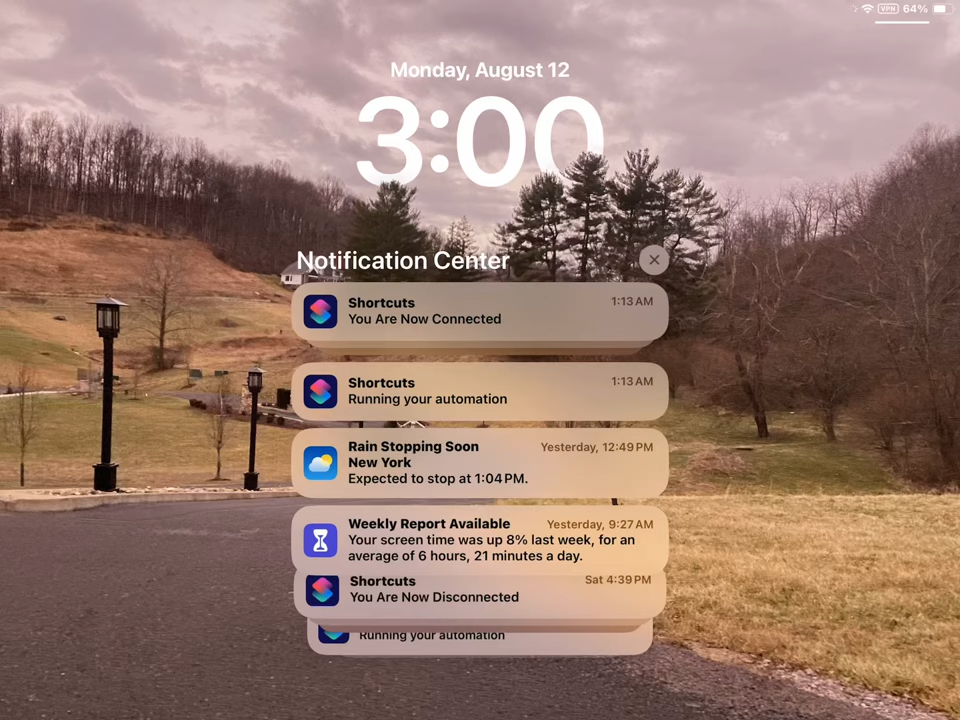 VPN 64%
Monday, August 12
3:00
Notification Center
Shortcuts 1:13 AM
You Are Now Connected
Shortcuts 1:13 AM
Running your automation
Rain Stopping Soon Yesterday, 12:49 PM
New York
Expected to stop at 1:04 PM.
Weekly Report Available Yesterday, 9:27 AM
Your screen time was up 8% last week, for an
average of 6 hours, 21 minutes a day.
Shortcuts Sat 4:39 PM
You Are Now Disconnected
Running your automation